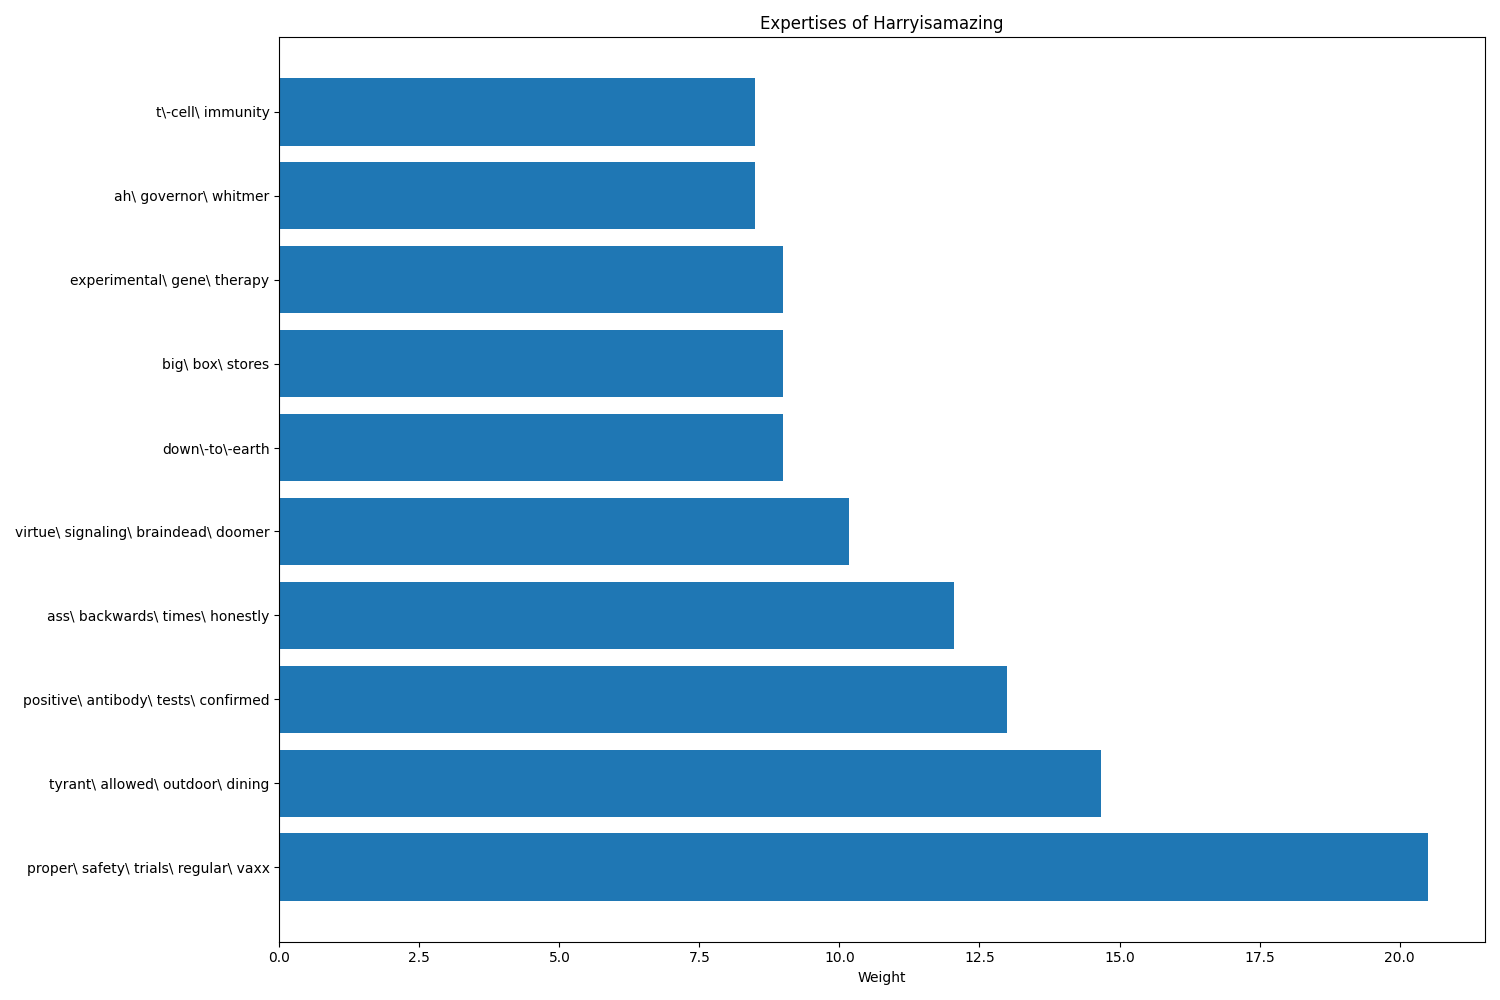 Expertises of Harryisamazing
t\-cell\ immunity
ah\ governor\ whitmer
experimental\ gene\ therapy
big\ box\ stores
down\-to\-earth
virtue\ signaling\ braindead\ doomer
ass\ backwards\ times\ honestly
positive\ antibody\ tests\ confirmed
tyrant\ allowed\ outdoor\ dining
proper\ safety\ trials\ regular\ vaxx
0.0 2.5 5.0 7.5 10.0 12.5 15.0 17.5 20.0
Weight